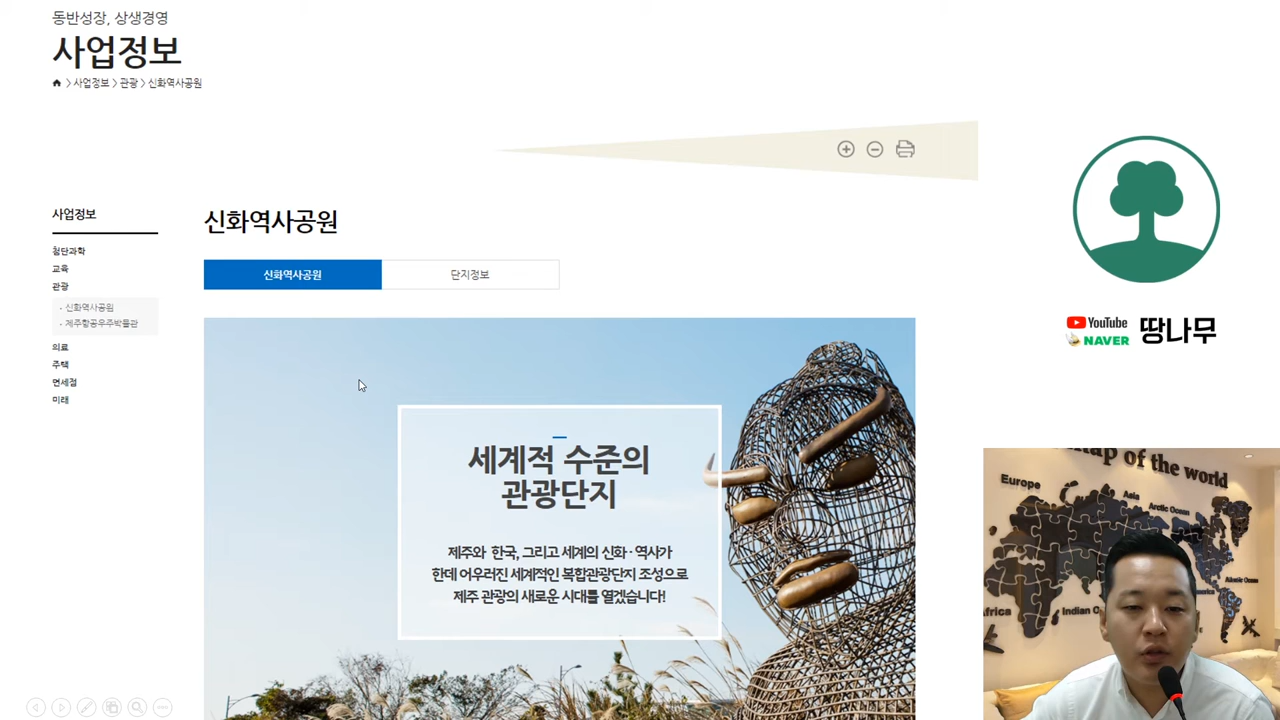 동반성장, 상생경영
사업정보
> 사업정보 > 관광 > 신화역사공원
사업정보
첨단과학
교육
관광
· 신화역사공원
· 제주항공우주박물관
의료
주택
면세점
미래
신화역사공원
신화역사공원
단지정보
세계적 수준의
관광단지
제주와 한국, 그리고 세계의 신화·역사가
한데 어우러진 세계적인 복합관광단지 조성으로
제주 관광의 새로운 시대를 열겠습니다!
YouTube
NAVER
땅나무
map of the world
Europe
Asia
Arctic Ocean
Atlantic Ocean
Africa
Indian O